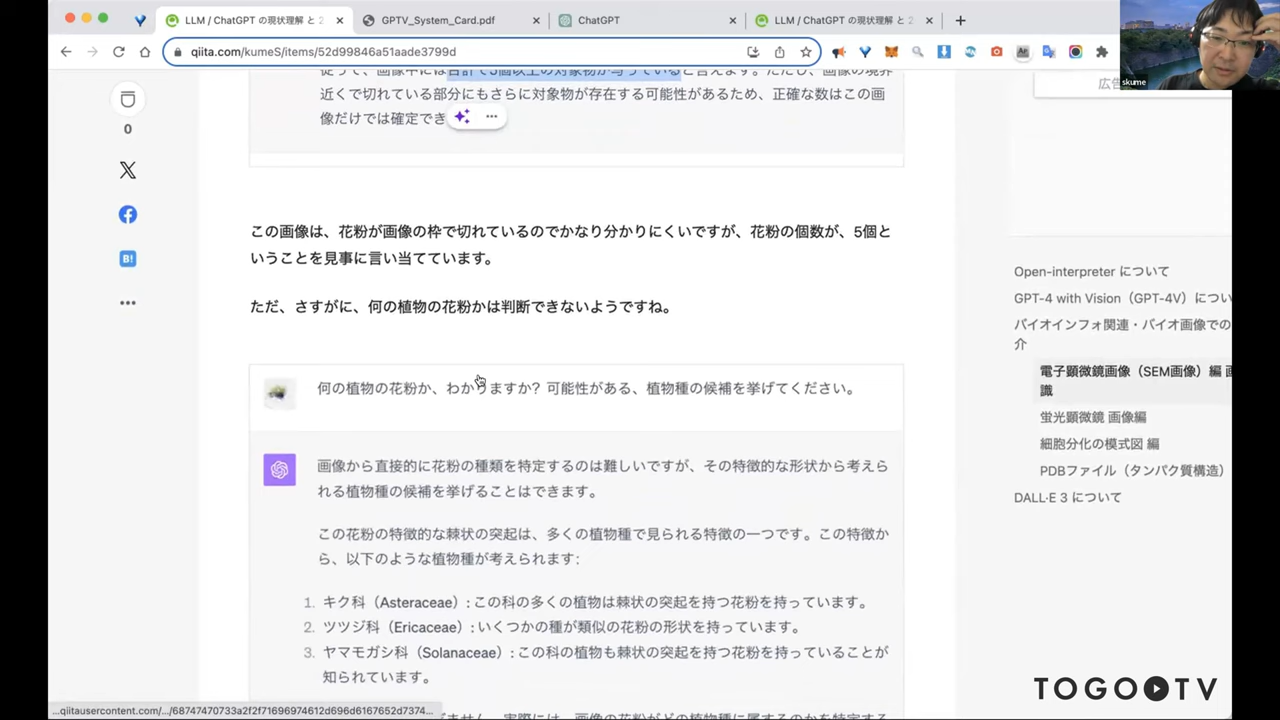 LLM / ChatGPT の現状理解 と 2
GPTV_System_Card.pdf
ChatGPT
LLM / ChatGPT の現状理解 と 2
qiita.com/kumeS/items/52d99846a51aade3799d
skume
広告
0
B!
近くで切れている部分にもさらに対象物が存在する可能性があるため、正確な数はこの画
像だけでは確定でき
この画像は、花粉が画像の枠で切れているのでかなり分かりにくいですが、花粉の個数が、5個と
いうことを見事に言い当てています。
ただ、さすがに、何の植物の花粉かは判断できないようですね。
何の植物の花粉か、わかりますか？可能性がある、植物種の候補を挙げてください。
画像から直接的に花粉の種類を特定するのは難しいですが、その特徴的な形状から考えら
れる植物種の候補を挙げることはできます。
この花粉の特徴的な棘状の突起は、多くの植物種で見られる特徴の一つです。この特徴か
ら、以下のような植物種が考えられます:
1. キク科（Asteraceae）: この科の多くの植物は棘状の突起を持つ花粉を持っています。
2. ツツジ科（Ericaceae）: いくつかの種が類似の花粉の形状を持っています。
3. ヤマモガシ科（Solanaceae）: この科の植物も棘状の突起を持つ花粉を持っていることが
知られています。
Open-interpreter について
GPT-4 with Vision（GPT-4V）につい
バイオインフォ関連・バイオ画像での
介
電子顕微鏡画像（SEM画像）編 画
識
蛍光顕微鏡 画像編
細胞分化の模式図 編
PDBファイル（タンパク質構造）
DALL·E 3 について
...qiitausercontent.com/.../68747470733a2f2f71696974612d696d6167652d7374...
TOGO TV